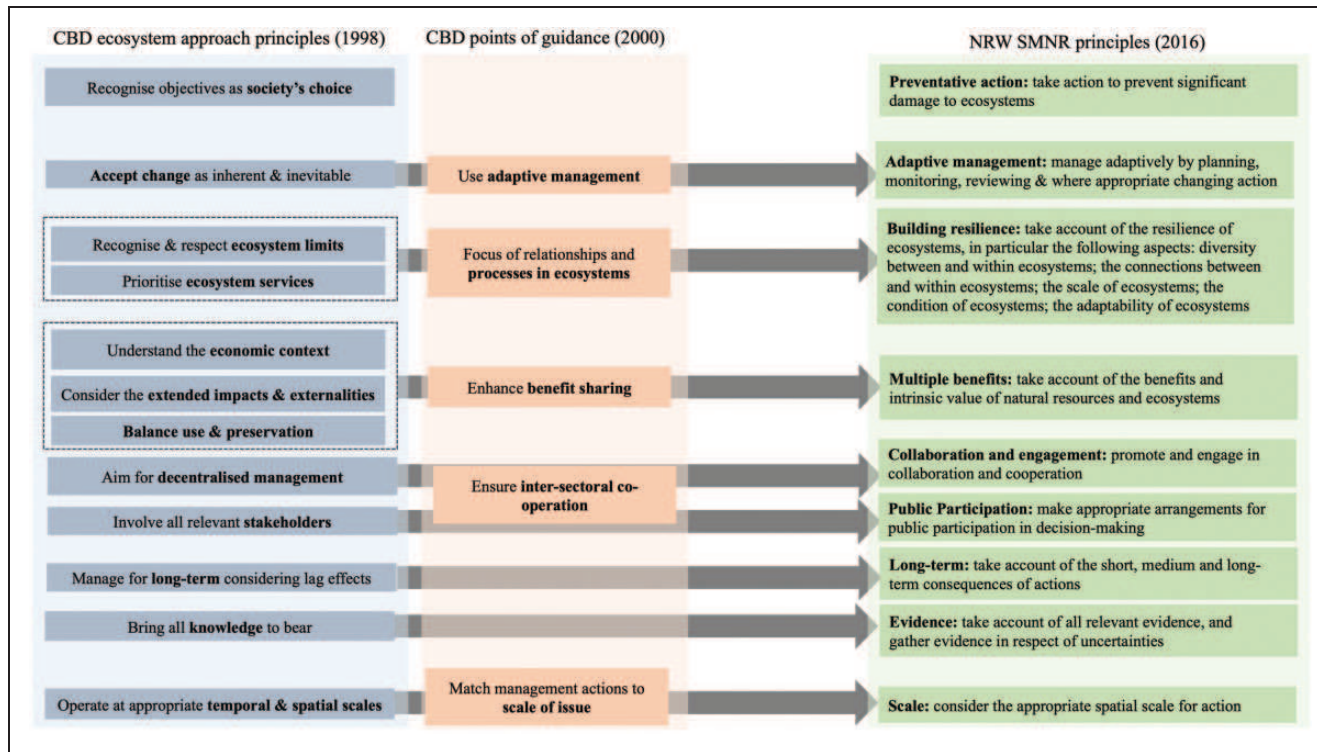 CBD ecosystem approach principles (1998)
CBD points of guidance (2000)
NRW SMNR principles (2016)
Recognise objectives as society's choice
Preventative action: take action to prevent significant
damage to ecosystems
Accept change as inherent & inevitable
Use adaptive management
Adaptive management: manage adaptively by planning,
monitoring, reviewing & where appropriate changing action
Recognise & respect ecosystem limits
Prioritise ecosystem services
Focus of relationships and
processes in ecosystems
Building resilience: take account of the resilience of
ecosystems, in particular the following aspects: diversity
between and within ecosystems; the connections between
and within ecosystems; the scale of ecosystems; the
condition of ecosystems; the adaptability of ecosystems
Understand the economic context
Consider the extended impacts & externalities
Balance use & preservation
Enhance benefit sharing
Multiple benefits: take account of the benefits and
intrinsic value of natural resources and ecosystems
Aim for decentralised management
Involve all relevant stakeholders
Ensure inter-sectoral co-
operation
Collaboration and engagement: promote and engage in
collaboration and cooperation
Public Participation: make appropriate arrangements for
public participation in decision-making
Manage for long-term considering lag effects
Long-term: take account of the short, medium and long-
term consequences of actions
Bring all knowledge to bear
Evidence: take account of all relevant evidence, and
gather evidence in respect of uncertainties
Operate at appropriate temporal & spatial scales
Match management actions to
scale of issue
Scale: consider the appropriate spatial scale for action